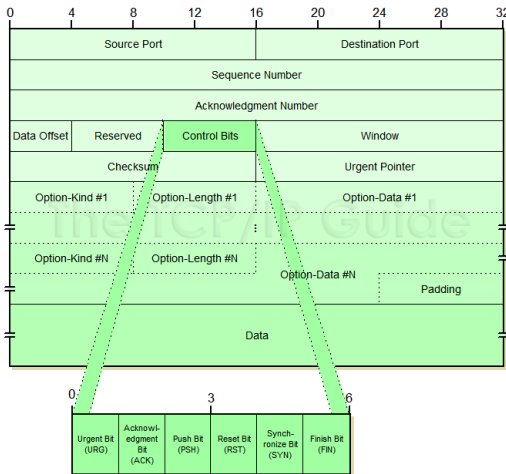 0 4 8 12 16 20 24 28 32
Source Port Destination Port
Sequence Number
Acknowledgment Number
Data Offset Reserved Control Bits Window
Checksum Urgent Pointer
Option-Kind #1 Option-Length #1 Option-Data #1
The TCP/IP Guide
Option-Kind #N Option-Length #N
Option-Data #N
Padding
Data
0 3 6
Urgent Bit
(URG)
Acknowl-
edgment
Bit
(ACK)
Push Bit
(PSH)
Reset Bit
(RST)
Synch-
ronize Bit
(SYN)
Finish Bit
(FIN)